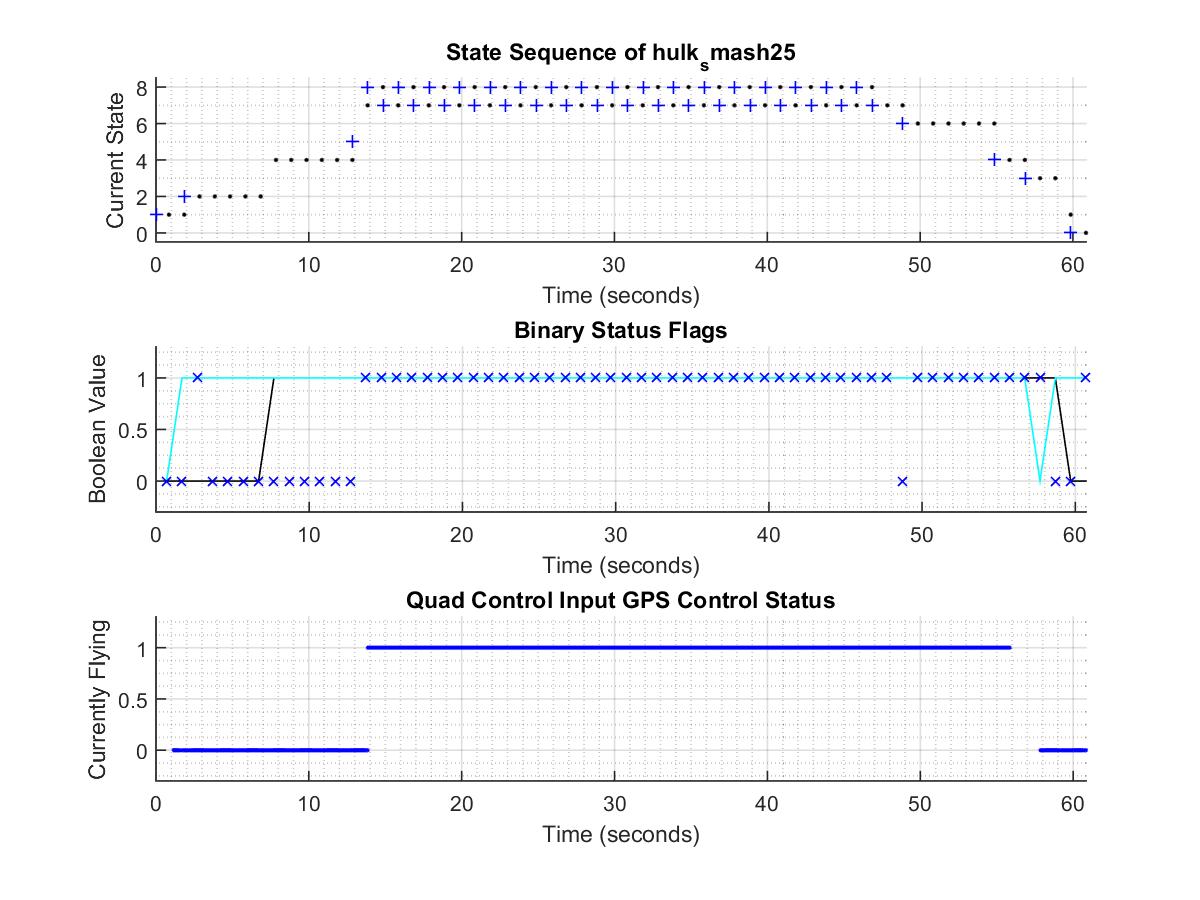 State Sequence of hulk_smash25
Current State
8
6
4
2
0
0 10 20 30 40 50 60
Time (seconds)
Binary Status Flags
Boolean Value
1
0.5
0
0 10 20 30 40 50 60
Time (seconds)
Quad Control Input GPS Control Status
Currently Flying
1
0.5
0
0 10 20 30 40 50 60
Time (seconds)